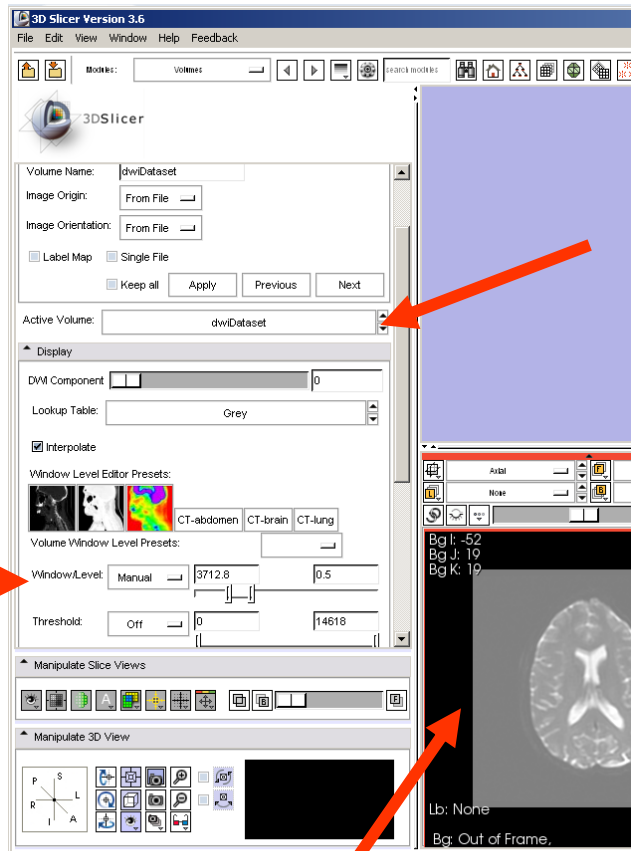 3D Slicer Version 3.6
File Edit View Window Help Feedback
Modules: Volumes search modules
3DSlicer
Volume Name: dwiDataset
Image Origin: From File
Image Orientation: From File
Label Map Single File
Keep all Apply Previous Next
Active Volume: dwiDataset
Display
DWI Component 0
Lookup Table: Grey
Interpolate
Window Level Editor Presets:
CT-abdomen CT-brain CT-lung
Volume Window Level Presets:
Window/Level: Manual 3712.8 0.5
Threshold: Off 0 14618
Manipulate Slice Views
A B F
Manipulate 3D View
P S
R L
I A
Axial F
L None B
Bg I: -52
Bg J: 19
Bg K: 19
Lb: None
Bg: Out of Frame,